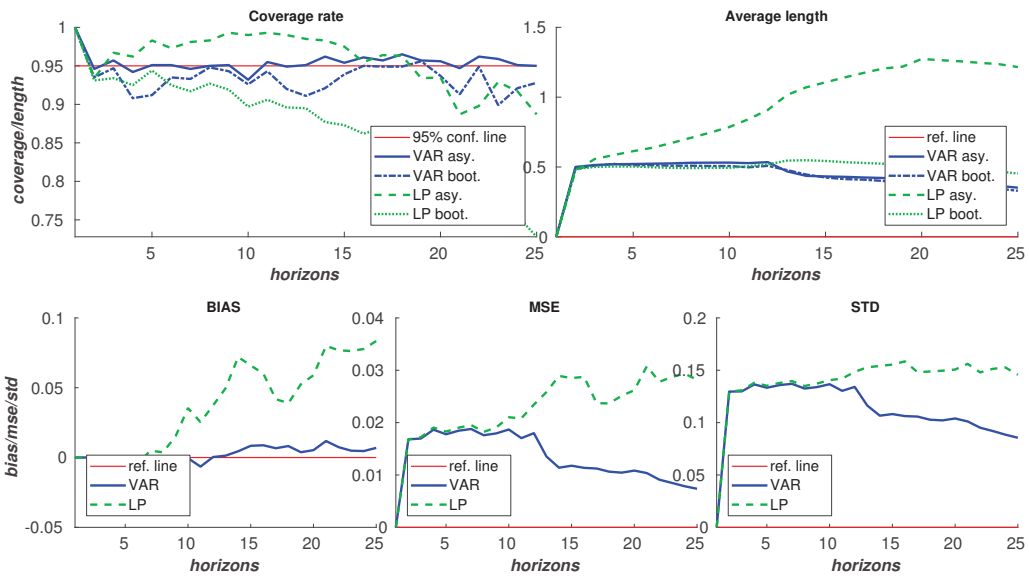 Coverage rate
Average length
coverage/length
1
0.95
0.9
0.85
0.8
0.75
5
10
15
20
25
horizons
95% conf. line
VAR asy.
VAR boot.
LP asy.
LP boot.
1.5
1
0.5
0
5
10
15
20
25
horizons
ref. line
VAR asy.
VAR boot.
LP asy.
LP boot.
BIAS
MSE
STD
bias/mse/std
0.1
0.05
0
-0.05
5
10
15
20
25
horizons
ref. line
VAR
LP
0.04
0.03
0.02
0.01
0
5
10
15
20
25
horizons
ref. line
VAR
LP
0.2
0.15
0.1
0.05
0
5
10
15
20
25
horizons
ref. line
VAR
LP